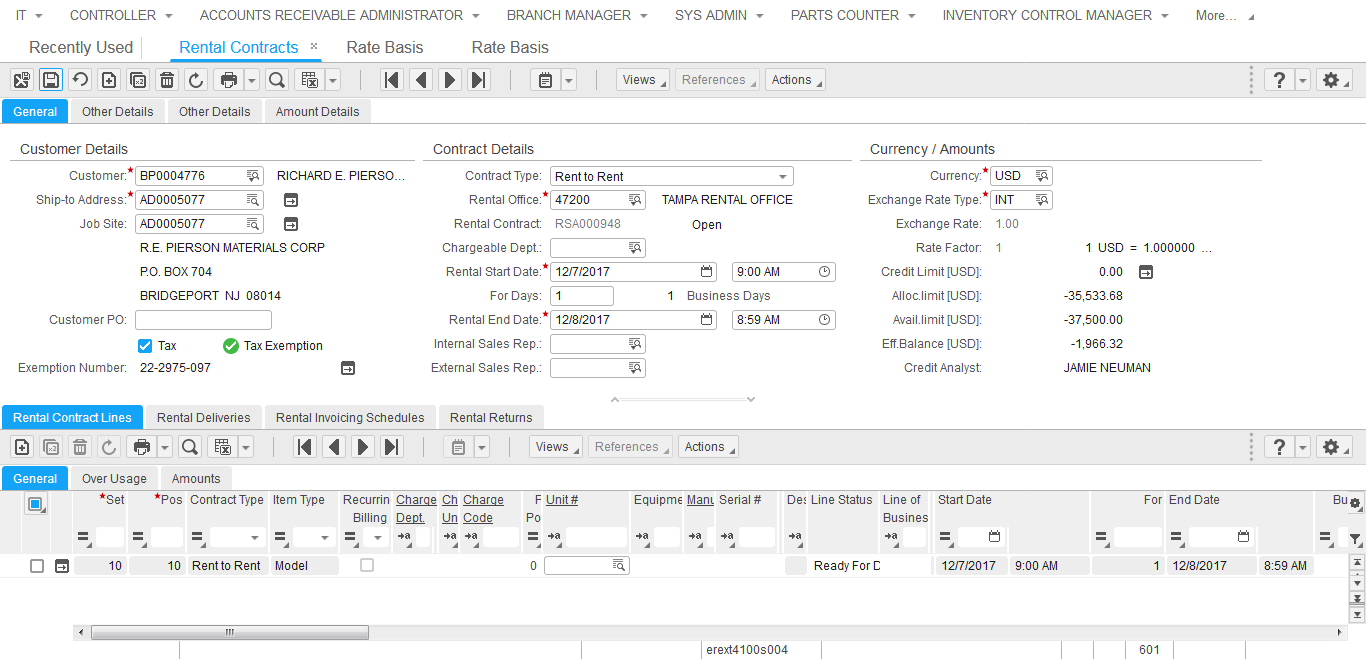 IT CONTROLLER ACCOUNTS RECEIVABLE ADMINISTRATOR BRANCH MANAGER SYS ADMIN PARTS COUNTER INVENTORY CONTROL MANAGER More...
Recently Used Rental Contracts × Rate Basis Rate Basis
Views References Actions ?
General Other Details Other Details Amount Details
Customer Details Contract Details Currency / Amounts
Customer:* BP0004776 RICHARD E. PIERSO... Contract Type: Rent to Rent Currency:* USD
Ship-to Address:* AD0005077 Rental Office:* 47200 TAMPA RENTAL OFFICE Exchange Rate Type:* INT
Job Site: AD0005077 Rental Contract: RSA000948 Open Exchange Rate: 1.00
R.E. PIERSON MATERIALS CORP Chargeable Dept.: Rate Factor: 1 1 USD = 1.000000 ...
P.O. BOX 704 Rental Start Date:* 12/7/2017 9:00 AM Credit Limit [USD]: 0.00
BRIDGEPORT NJ 08014 For Days: 1 1 Business Days Alloc.limit [USD]: -35,533.68
Customer PO: Rental End Date:* 12/8/2017 8:59 AM Avail.limit [USD]: -37,500.00
Tax Tax Exemption Internal Sales Rep.: Eff.Balance [USD]: -1,966.32
Exemption Number: 22-2975-097 External Sales Rep.: Credit Analyst: JAMIE NEUMAN
Rental Contract Lines Rental Deliveries Rental Invoicing Schedules Rental Returns
Views References Actions ?
General Over Usage Amounts
*Set *Pos Contract Type Item Type Recurrin Charge Ch Charge F Unit # Equipme Manu Serial # Des Line Status Line of Start Date For End Date Bu
Billing Dept. Un Code Po Busines
10 10 Rent to Rent Model 0 Ready For D 12/7/2017 9:00 AM 1 12/8/2017 8:59 AM
erext4100s004 601